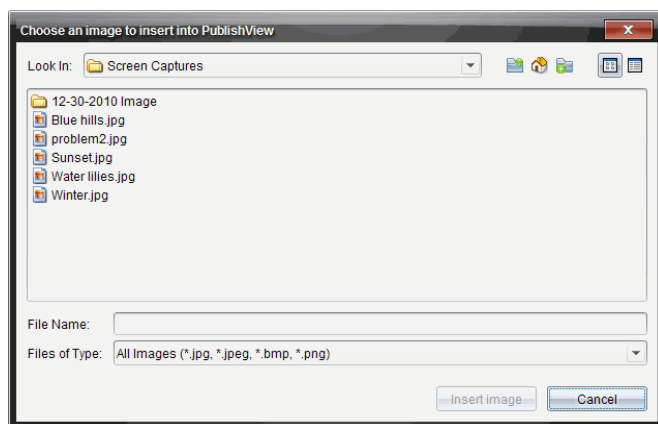 Choose an image to insert into PublishView
Look In: Screen Captures
12-30-2010 Image
Blue hills.jpg
problem2.jpg
Sunset.jpg
Water lilies.jpg
Winter.jpg
File Name:
Files of Type: All Images (*.jpg, *.jpeg, *.bmp, *.png)
Insert image Cancel